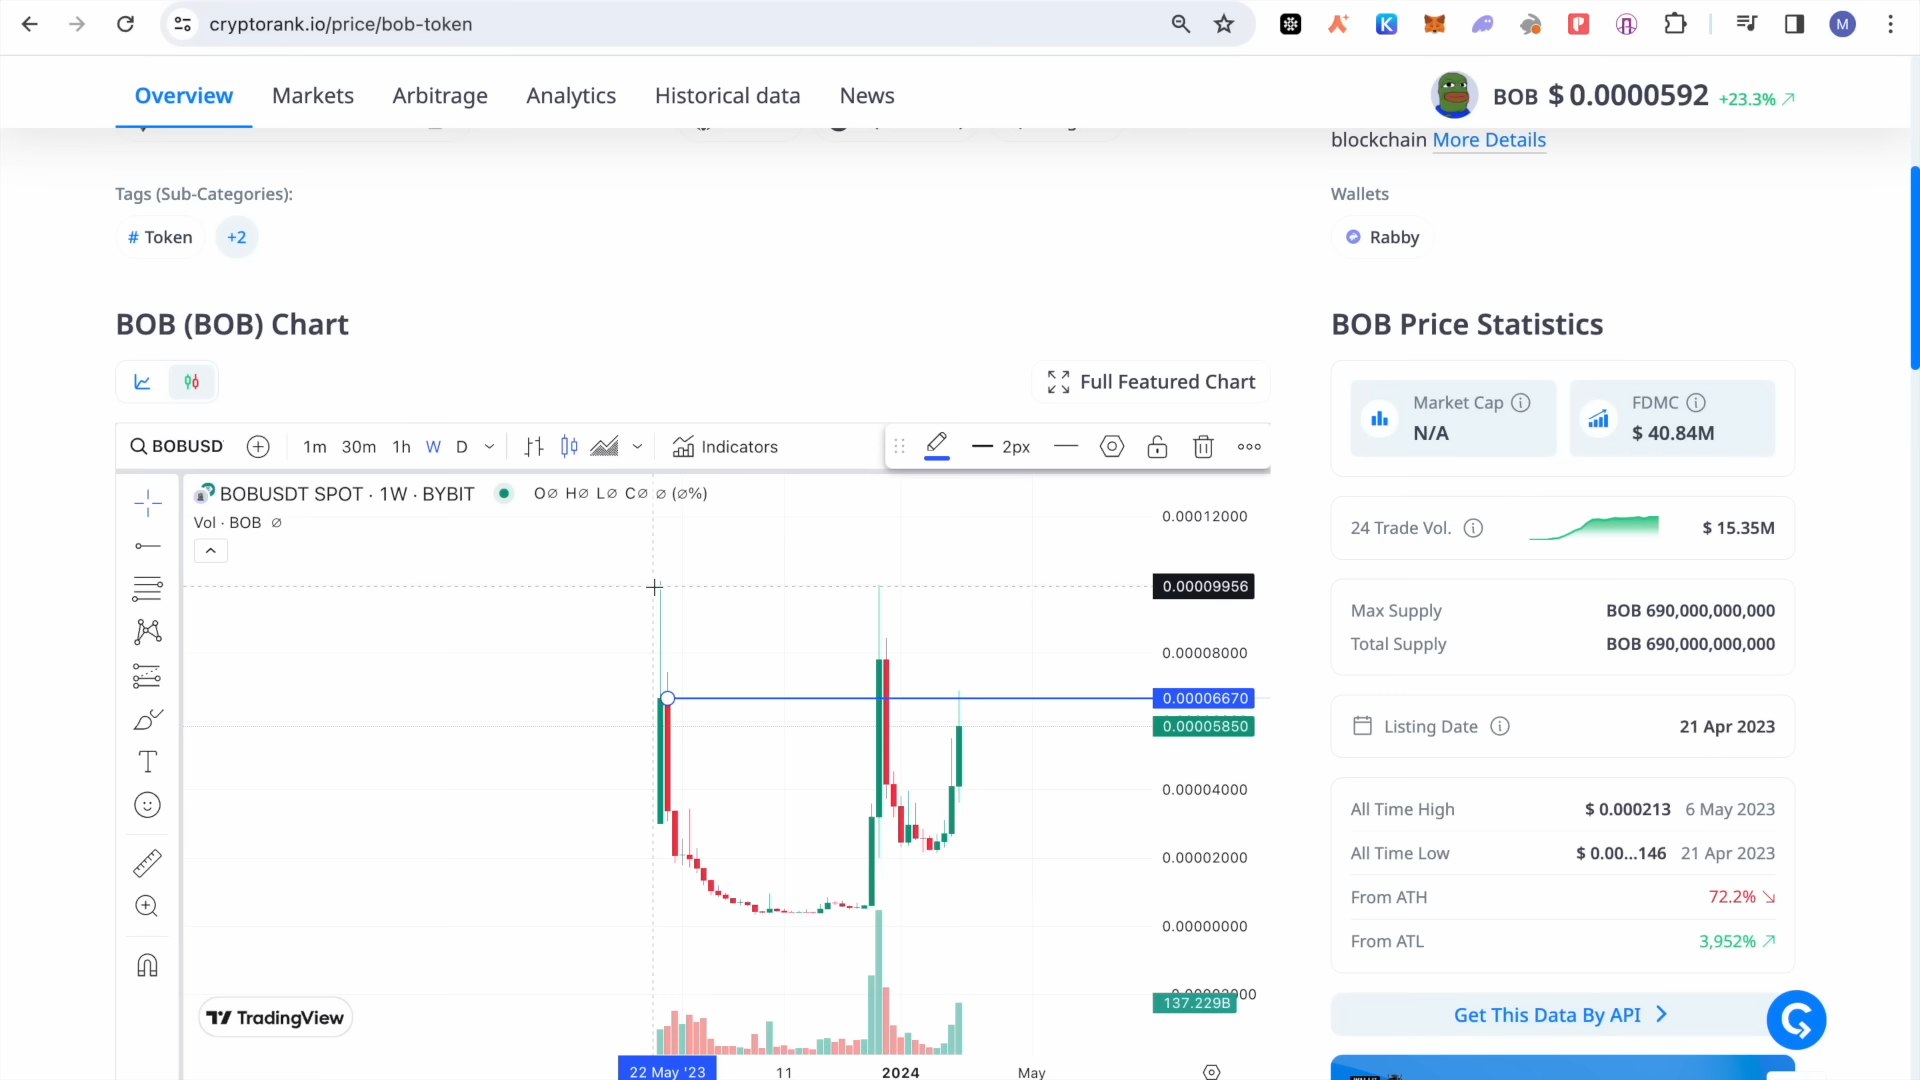 cryptorank.io/price/bob-token
M
Overview
Markets
Arbitrage
Analytics
Historical data
News
BOB $ 0.0000592 +23.3%
blockchain More Details
Tags (Sub-Categories):
# Token
+2
Wallets
Rabby
BOB (BOB) Chart
Full Featured Chart
BOBUSD
1m
30m
1h
W
D
Indicators
2px
BOBUSDT SPOT · 1W · BYBIT
O∅ H∅ L∅ C∅ ∅ (∅%)
Vol · BOB ∅
0.00012000
0.00009956
0.00008000
0.00006670
0.00005850
0.00004000
0.00002000
0.00000000
137.229B
TradingView
22 May '23
11
2024
May
BOB Price Statistics
Market Cap
N/A
FDMC
$ 40.84M
24 Trade Vol.
$ 15.35M
Max Supply
BOB 690,000,000,000
Total Supply
BOB 690,000,000,000
Listing Date
21 Apr 2023
All Time High
$ 0.000213 6 May 2023
All Time Low
$ 0.00...146 21 Apr 2023
From ATH
72.2%
From ATL
3,952%
Get This Data By API